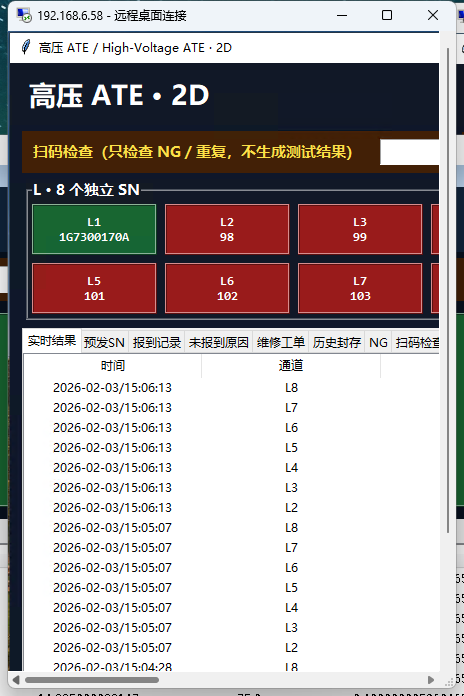 192.168.6.58 - 远程桌面连接
高压 ATE / High-Voltage ATE · 2D
高压 ATE · 2D
扫码检查（只检查 NG / 重复，不生成测试结果）
L · 8 个独立 SN
L1 L2 L3
1G7300170A 98 99
L5 L6 L7
101 102 103
实时结果 预发SN 报到记录 未报到原因 维修工单 历史封存 NG 扫码检查
时间 通道
2026-02-03/15:06:13 L8
2026-02-03/15:06:13 L7
2026-02-03/15:06:13 L6
2026-02-03/15:06:13 L5
2026-02-03/15:06:13 L4
2026-02-03/15:06:13 L3
2026-02-03/15:06:13 L2
2026-02-03/15:05:07 L8
2026-02-03/15:05:07 L7
2026-02-03/15:05:07 L6
2026-02-03/15:05:07 L5
2026-02-03/15:05:07 L4
2026-02-03/15:05:07 L3
2026-02-03/15:05:07 L2
2026-02-03/15:04:28 L8